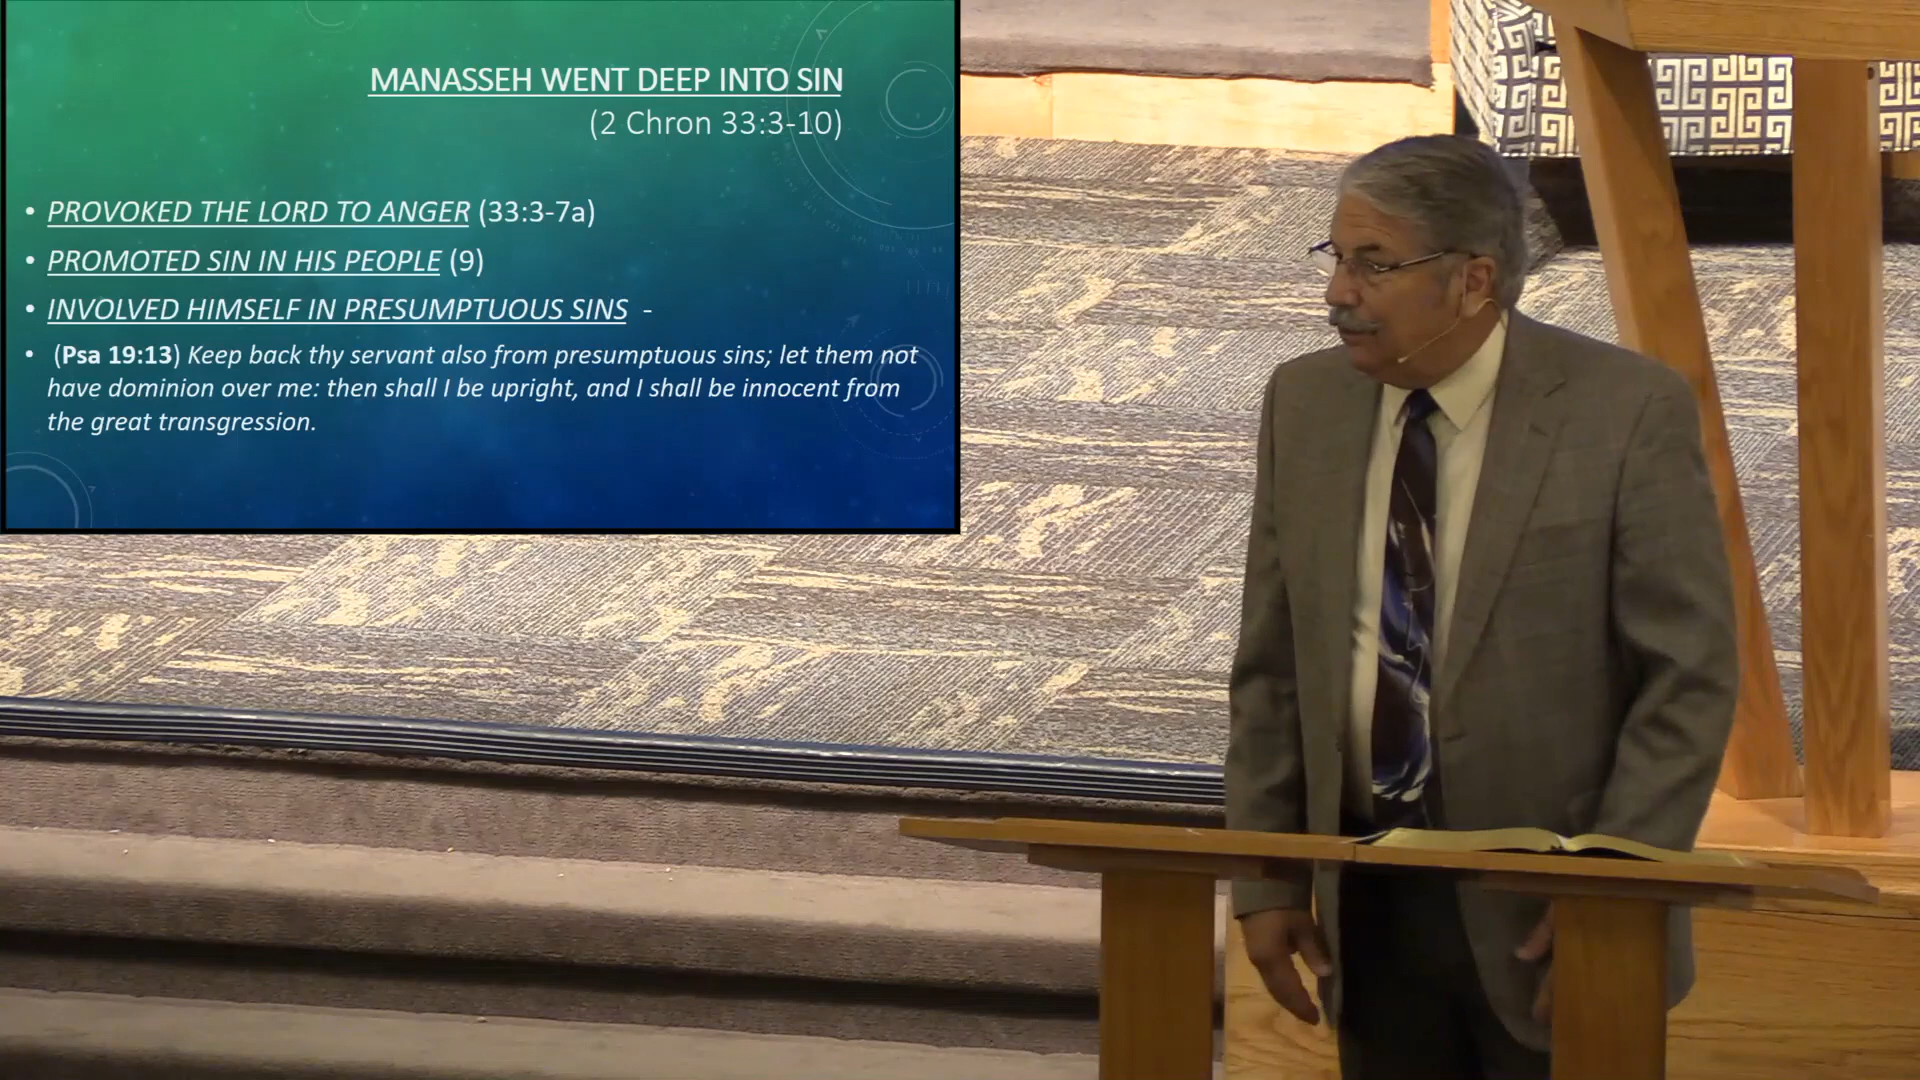 MANASSEH WENT DEEP INTO SIN
(2 Chron 33:3-10)
• PROVOKED THE LORD TO ANGER (33:3-7a)
• PROMOTED SIN IN HIS PEOPLE (9)
• INVOLVED HIMSELF IN PRESUMPTUOUS SINS -
• (Psa 19:13) Keep back thy servant also from presumptuous sins; let them not
have dominion over me: then shall I be upright, and I shall be innocent from
the great transgression.